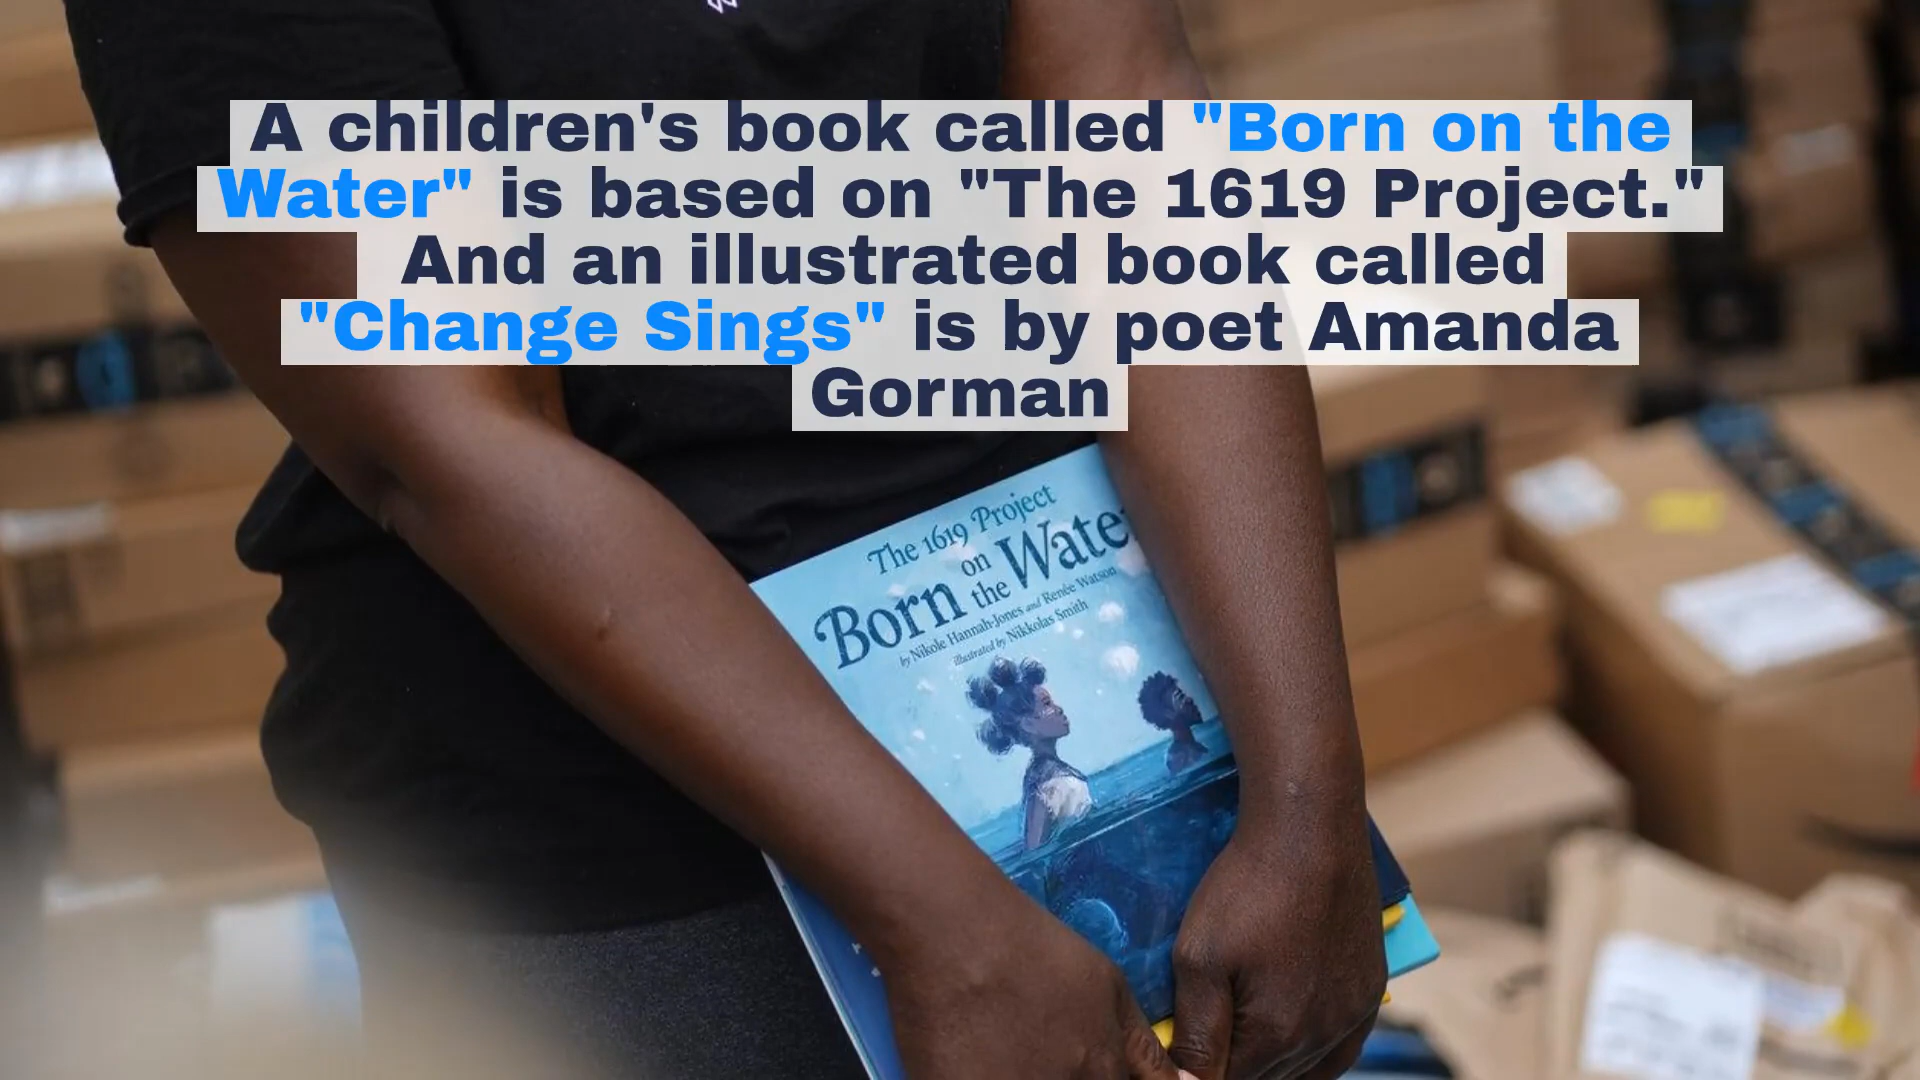 A children's book called "Born on the
Water" is based on "The 1619 Project."
And an illustrated book called
"Change Sings" is by poet Amanda
Gorman
The 1619 Project
Born on the Water
by Nikole Hannah-Jones and Renée Watson
illustrated by Nikkolas Smith